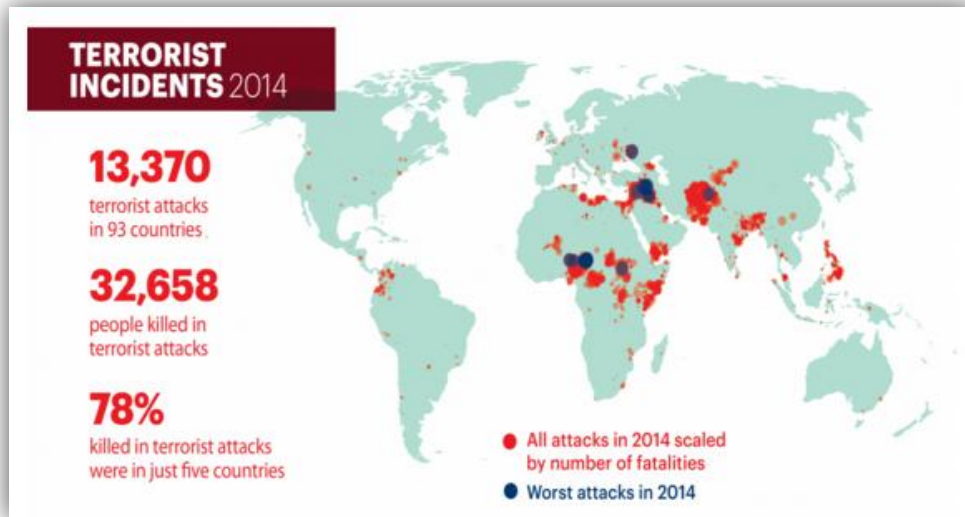 TERRORIST
INCIDENTS 2014
13,370
terrorist attacks
in 93 countries
32,658
people killed in
terrorist attacks
78%
killed in terrorist attacks
were in just five countries
All attacks in 2014 scaled
by number of fatalities
Worst attacks in 2014